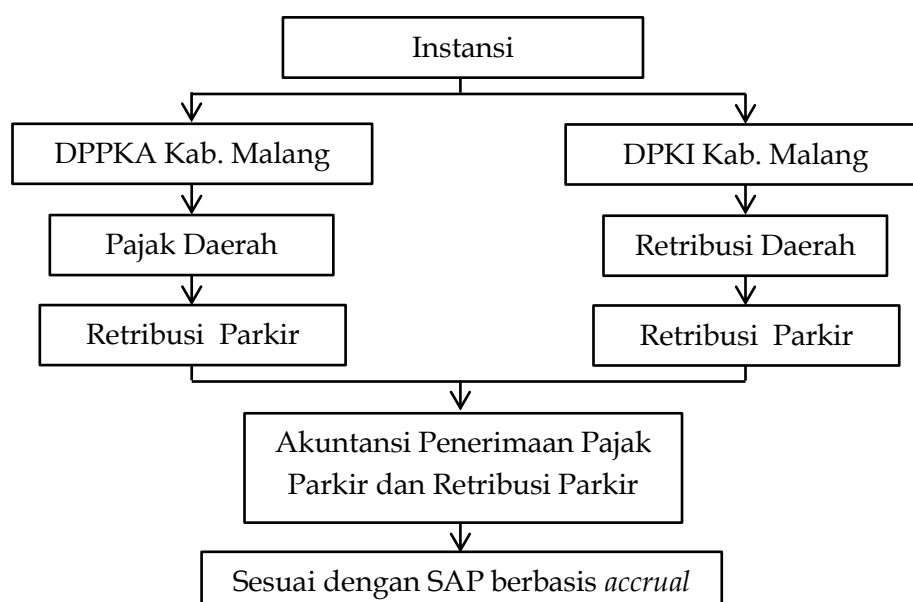 Instansi
DPPKA Kab. Malang
DPKI Kab. Malang
Pajak Daerah
Retribusi Daerah
Retribusi Parkir
Retribusi Parkir
Akuntansi Penerimaan Pajak
Parkir dan Retribusi Parkir
Sesuai dengan SAP berbasis accrual